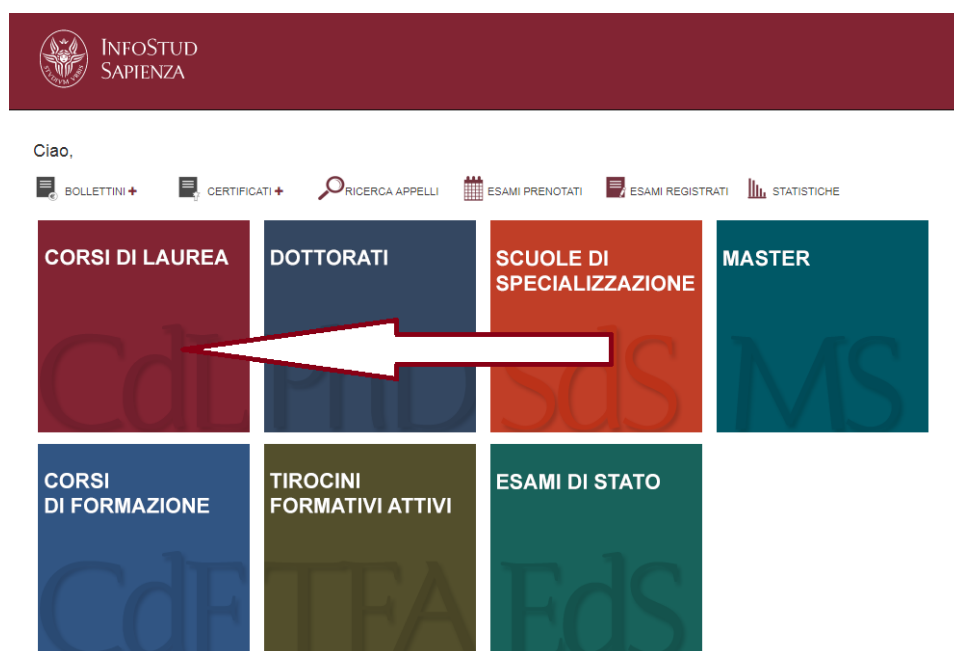 INFOSTUD
SAPIENZA
Ciao,
BOLLETTINI +
CERTIFICATI +
RICERCA APPELLI
ESAMI PRENOTATI
ESAMI REGISTRATI
STATISTICHE
CORSI DI LAUREA
CdL
DOTTORATI
PhD
SCUOLE DI
SPECIALIZZAZIONE
SdS
MASTER
MS
CORSI
DI FORMAZIONE
CdF
TIROCINI
FORMATIVI ATTIVI
TFA
ESAMI DI STATO
EdS